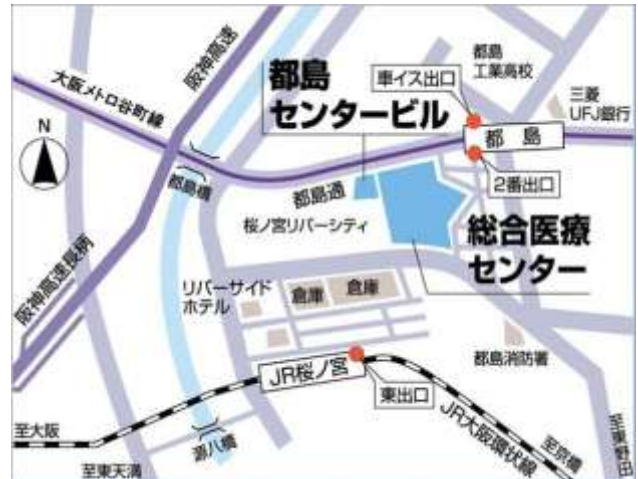 阪神高速
大阪メトロ谷町線
都島
センタービル
車イス出口
都島
工業高校
三菱
UFJ銀行
N
都島
都島橋
2番出口
都島通
桜ノ宮リバーシティ
総合医療
センター
阪神高速長柄
リバーサイド
ホテル
倉庫
倉庫
JR桜ノ宮
東出口
都島消防署
JR大阪環状線
至大阪
源八橋
至東天満
至京橋
至東野田